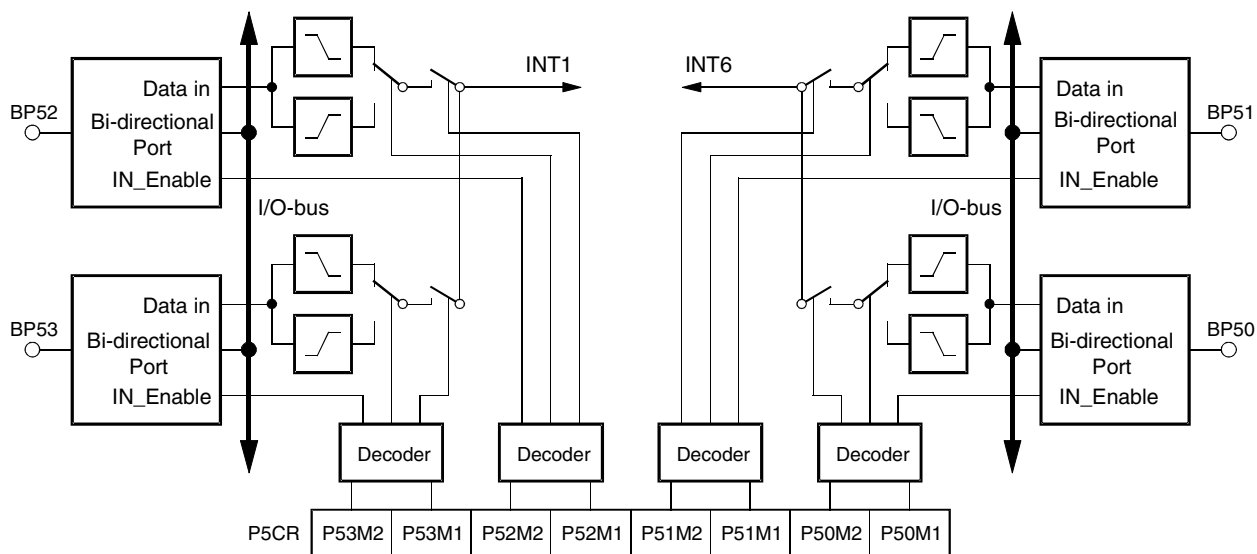 INT1
INT6
BP52
Data in
Bi-directional
Port
IN_Enable
I/O-bus
Data in
Bi-directional
Port
IN_Enable
BP51
I/O-bus
BP53
Data in
Bi-directional
Port
IN_Enable
Data in
Bi-directional
Port
IN_Enable
BP50
Decoder
Decoder
Decoder
Decoder
P5CR P53M2 P53M1 P52M2 P52M1 P51M2 P51M1 P50M2 P50M1